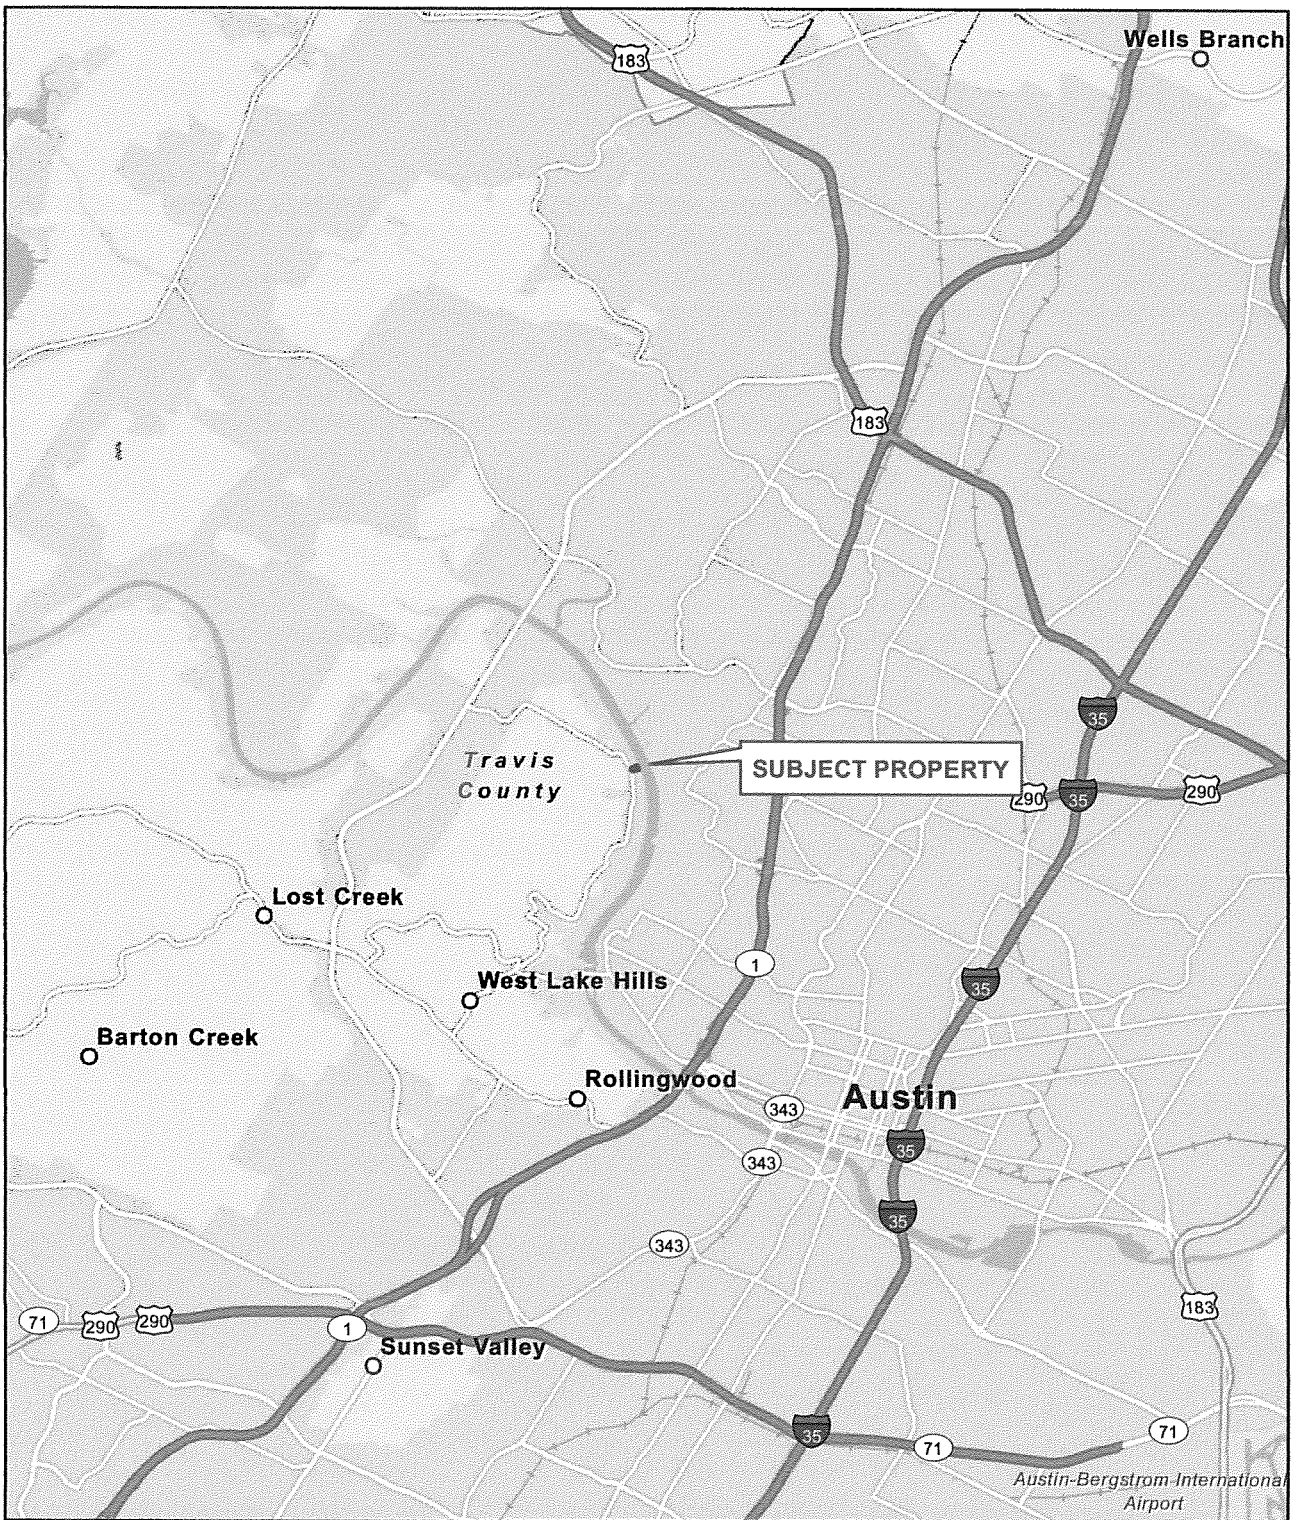 Wells Branch
183
183
35
Travis
County
SUBJECT PROPERTY
290
35
290
Lost Creek
1
35
West Lake Hills
Barton Creek
Rollingwood
343
Austin
35
343
35
343
183
71
290
290
1
Sunset Valley
35
71
71
Austin-Bergstrom International
Airport